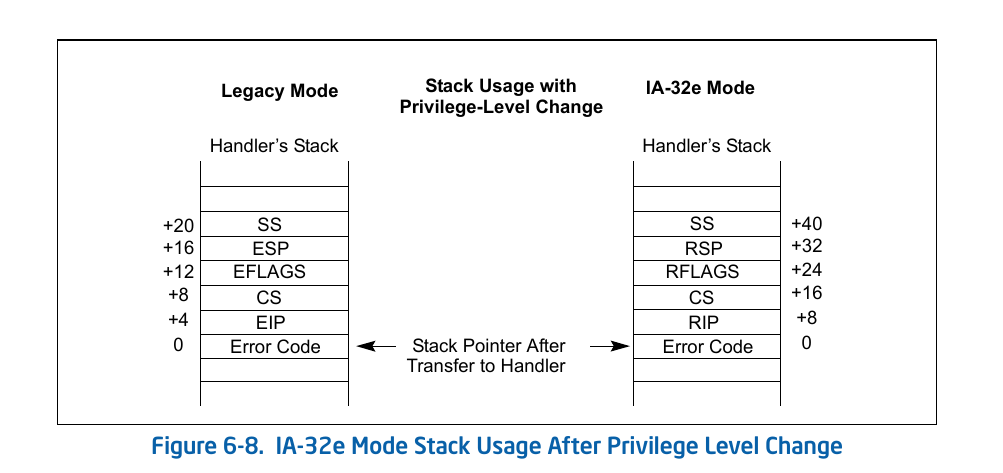 Legacy Mode
Stack Usage with
Privilege-Level Change
IA-32e Mode
Handler's Stack
Handler's Stack
+20 SS
+16 ESP
+12 EFLAGS
+8 CS
+4 EIP
0 Error Code
Stack Pointer After
Transfer to Handler
SS +40
RSP +32
RFLAGS +24
CS +16
RIP +8
Error Code 0
Figure 6-8. IA-32e Mode Stack Usage After Privilege Level Change